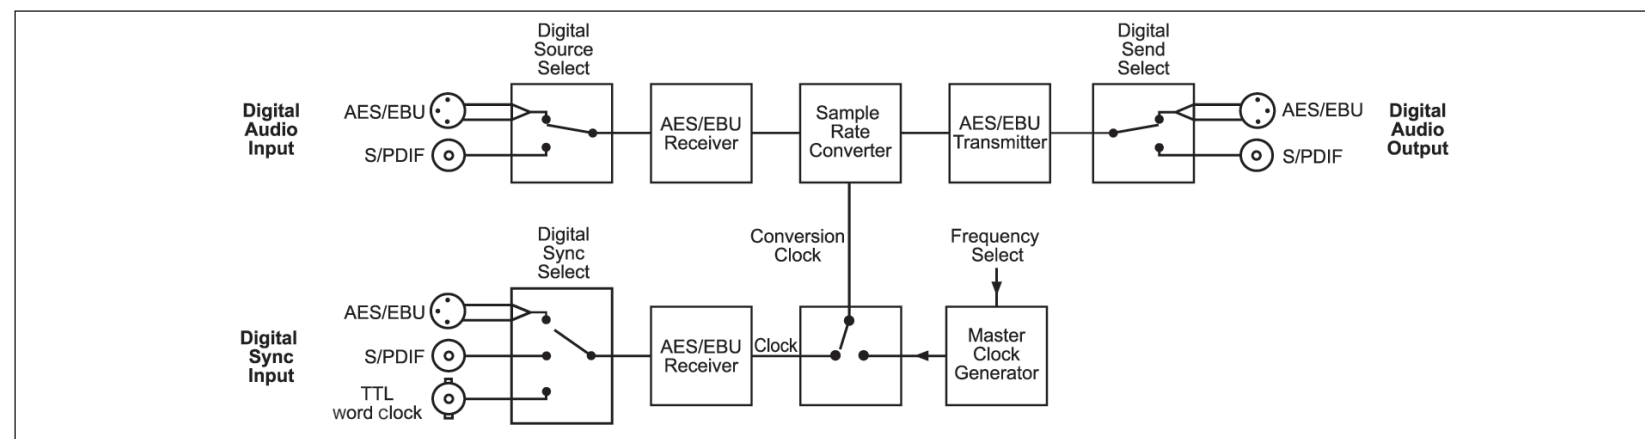 Digital
Source
Select
Digital
Send
Select
Digital
Audio
Input
AES/EBU
S/PDIF
AES/EBU
Receiver
Sample
Rate
Converter
AES/EBU
Transmitter
AES/EBU
S/PDIF
Digital
Audio
Output
Digital
Sync
Select
Conversion
Clock
Frequency
Select
Digital
Sync
Input
AES/EBU
S/PDIF
TTL
word clock
AES/EBU
Receiver
Clock
Master
Clock
Generator